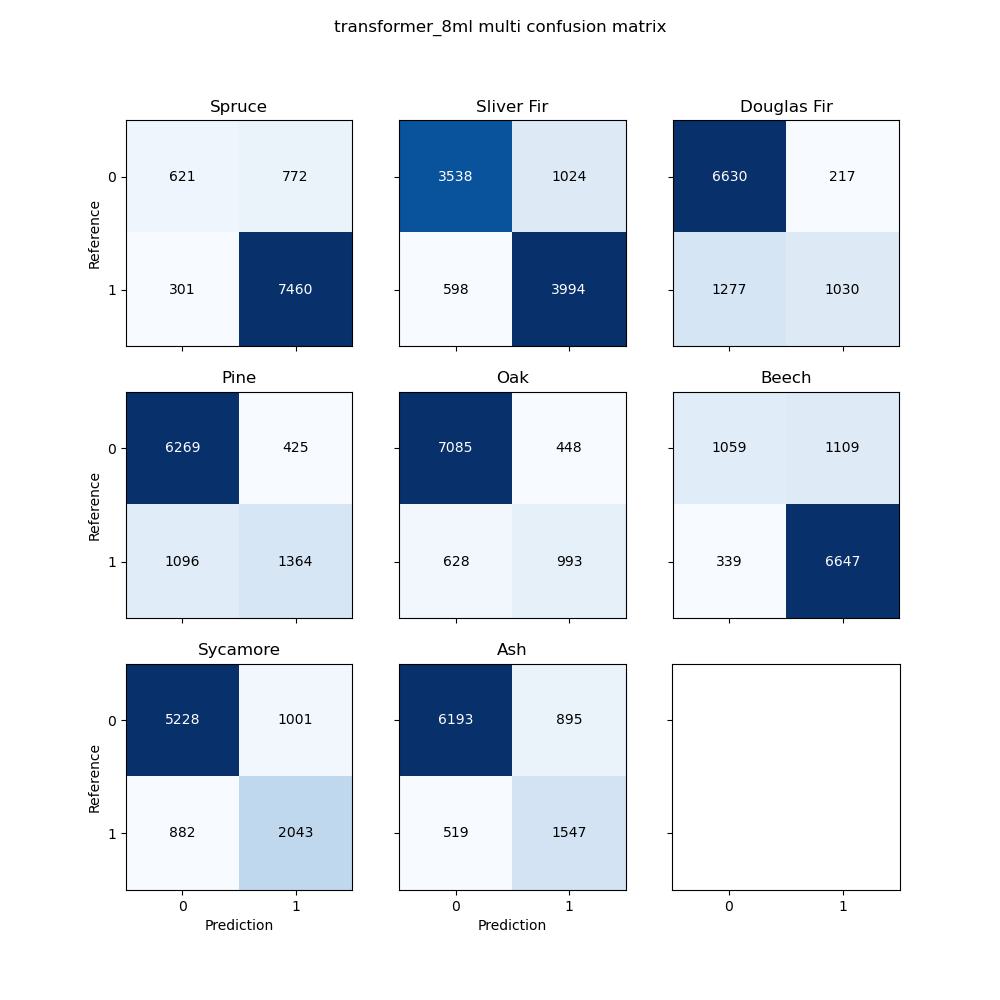 transformer_8ml multi confusion matrix
Spruce Sliver Fir Douglas Fir
0 621 772 3538 1024 6630 217
Reference
1 301 7460 598 3994 1277 1030
Pine Oak Beech
0 6269 425 7085 448 1059 1109
Reference
1 1096 1364 628 993 339 6647
Sycamore Ash
0 5228 1001 6193 895
Reference
1 882 2043 519 1547
0 1 0 1 0 1
Prediction Prediction